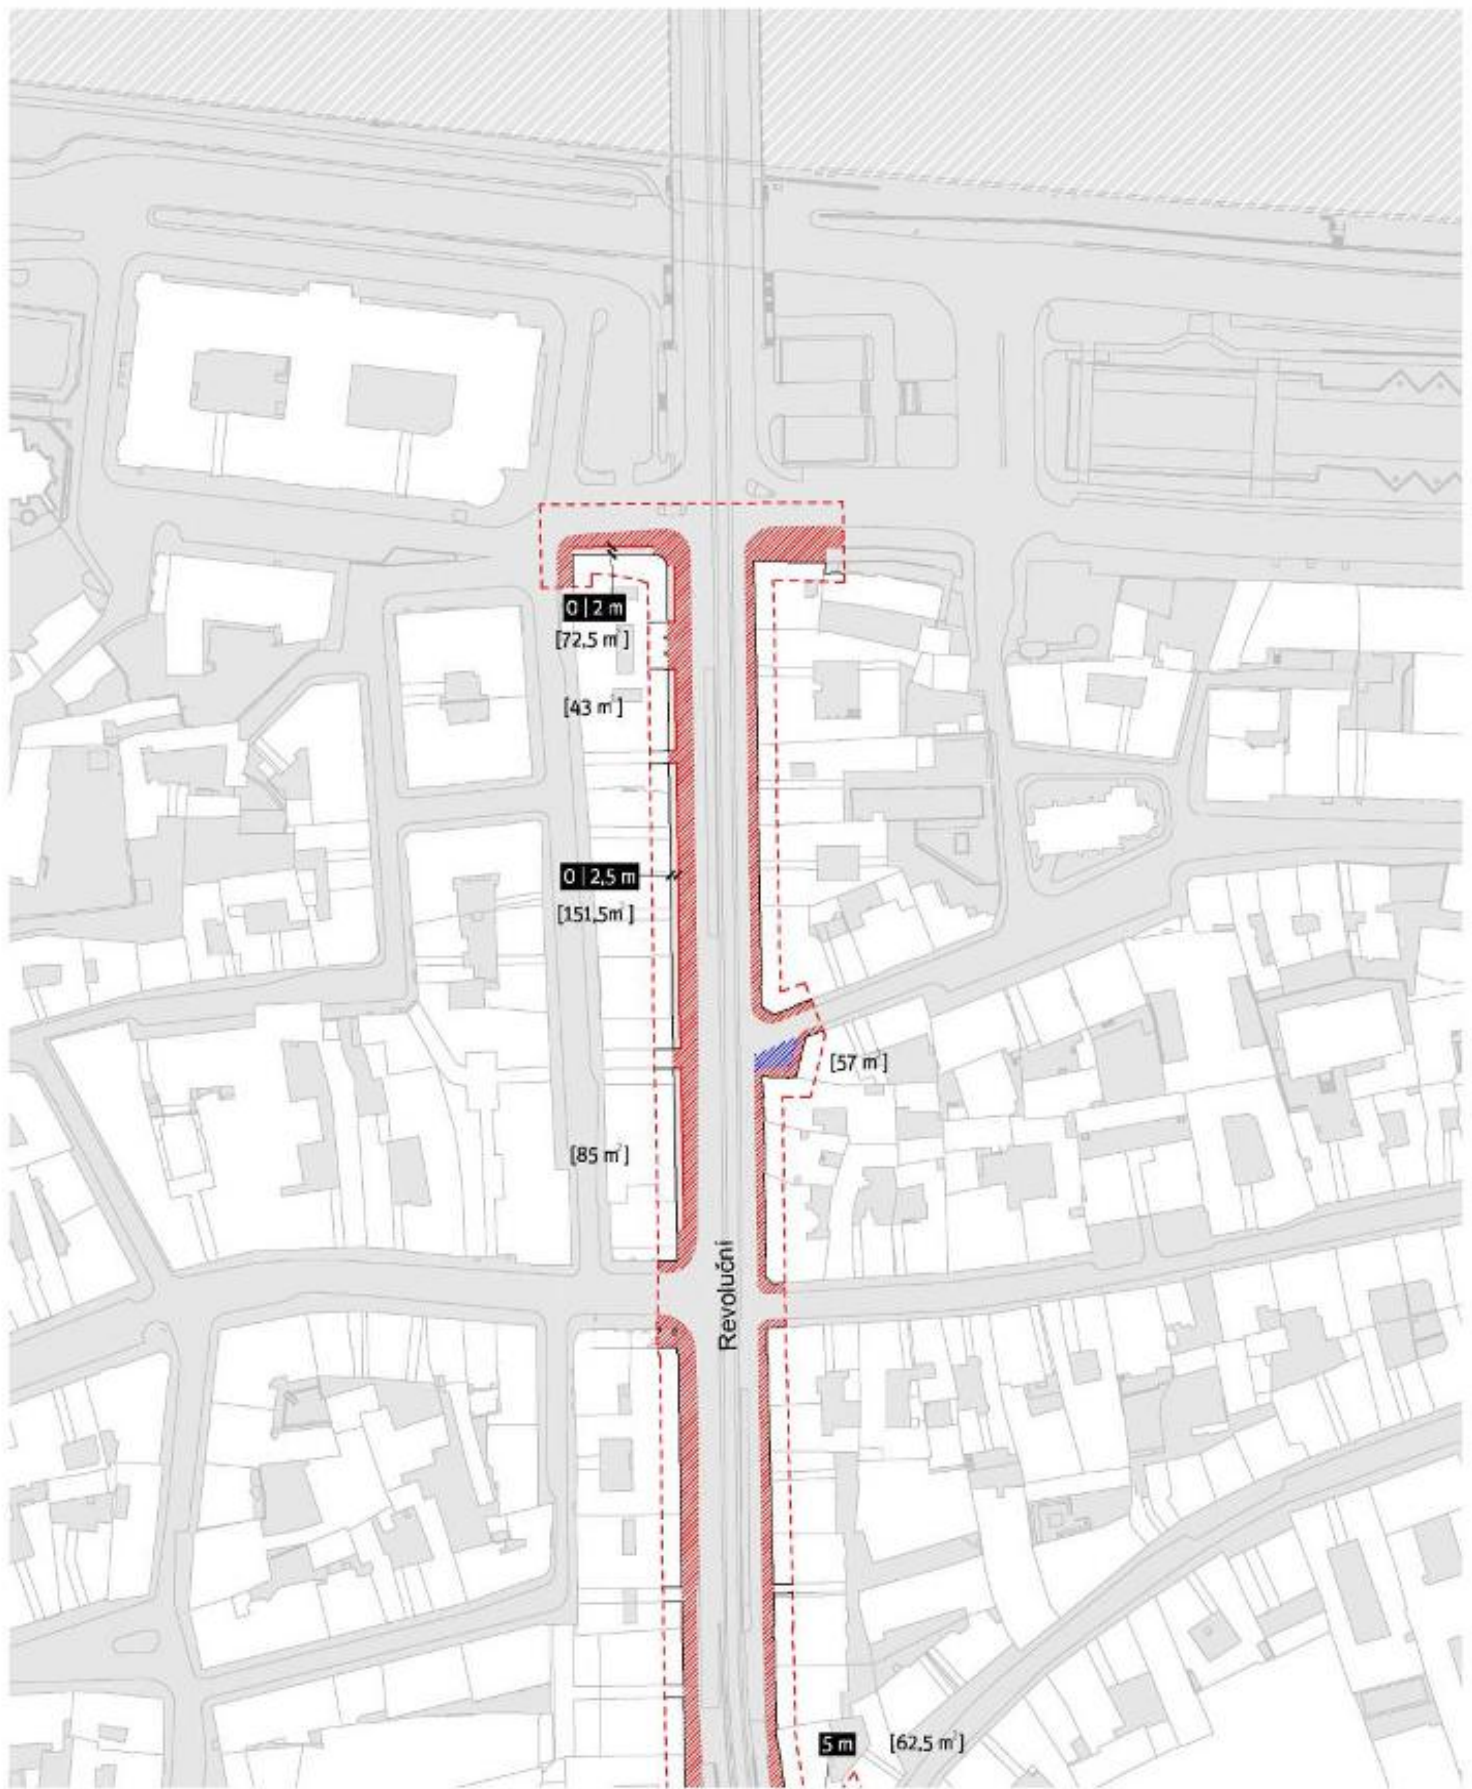 0 | 2 m
[72,5 m²]
[43 m²]
0 | 2,5 m
[151,5m²]
[57 m²]
[85 m²]
Revoluční
5 m [62,5 m²]